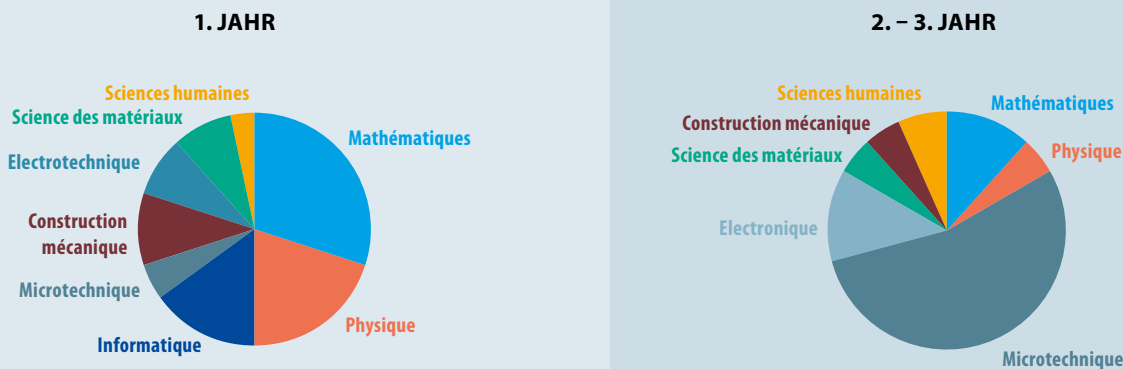 1. JAHR
Sciences humaines
Science des matériaux
Mathématiques
Electrotechnique
Construction
mécanique
Microtechnique
Physique
Informatique
2. – 3. JAHR
Sciences humaines
Mathématiques
Construction mécanique
Physique
Science des matériaux
Electronique
Microtechnique